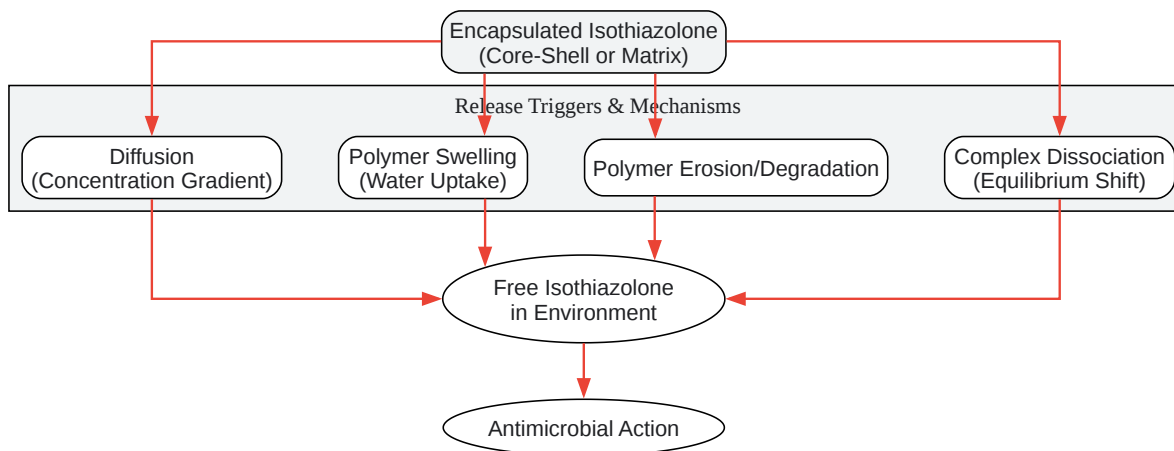 Encapsulated Isothiazolone
(Core-Shell or Matrix)
Release Triggers & Mechanisms
Diffusion
(Concentration Gradient)
Polymer Swelling
(Water Uptake)
Polymer Erosion/Degradation
Complex Dissociation
(Equilibrium Shift)
Free Isothiazolone
in Environment
Antimicrobial Action